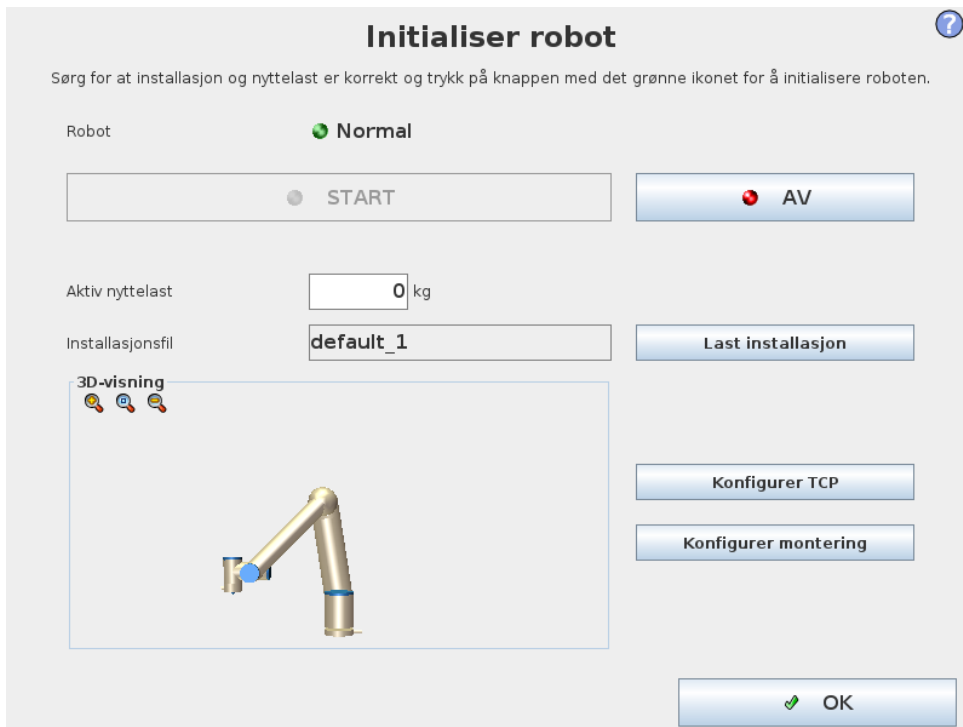 Initialiser robot
?
Sørg for at installasjon og nyttelast er korrekt og trykk på knappen med det grønne ikonet for å initialisere roboten.
Robot
Normal
START
AV
Aktiv nyttelast
0 kg
Installasjonsfil
default_1
Last installasjon
3D-visning
Konfigurer TCP
Konfigurer montering
OK